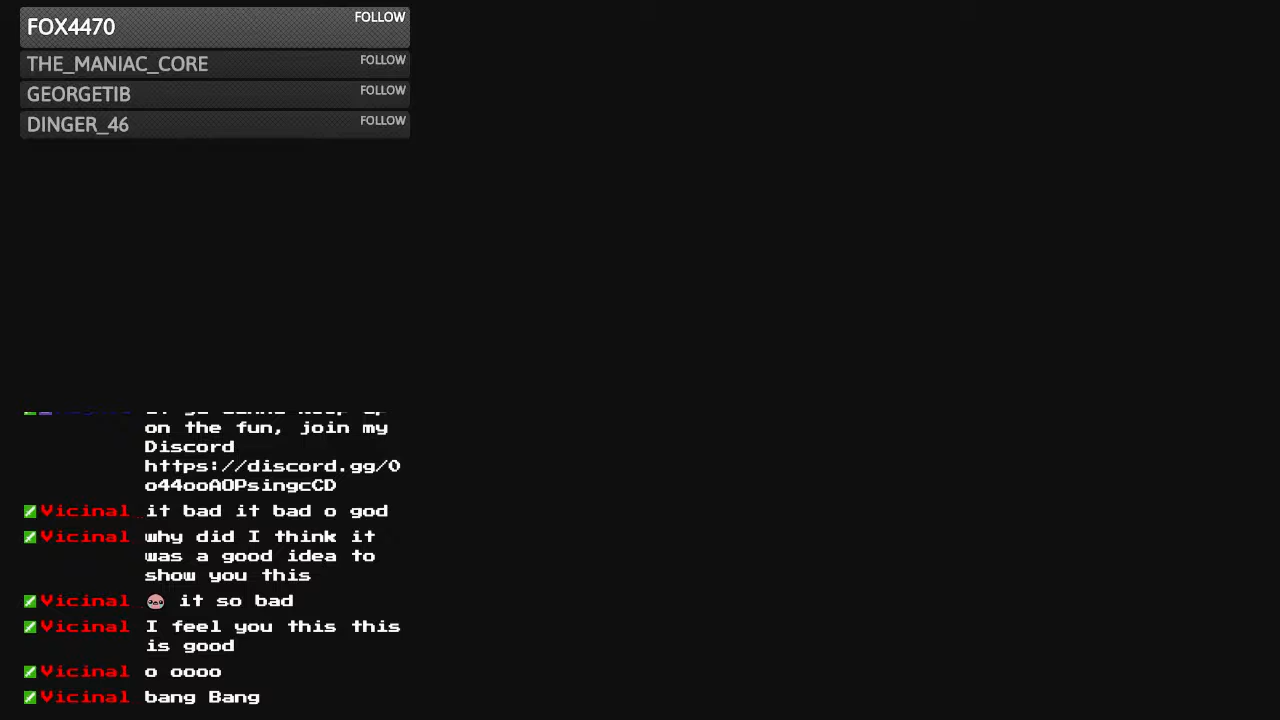 FOX4470 FOLLOW
THE_MANIAC_CORE FOLLOW
GEORGETIB FOLLOW
DINGER_46 FOLLOW
on the fun, join my
Discord
https://discord.gg/0
o44ooAOPsingcCD
Vicinal it bad it bad o god
Vicinal why did I think it
was a good idea to
show you this
Vicinal it so bad
Vicinal I feel you this this
is good
Vicinal o oooo
Vicinal bang Bang